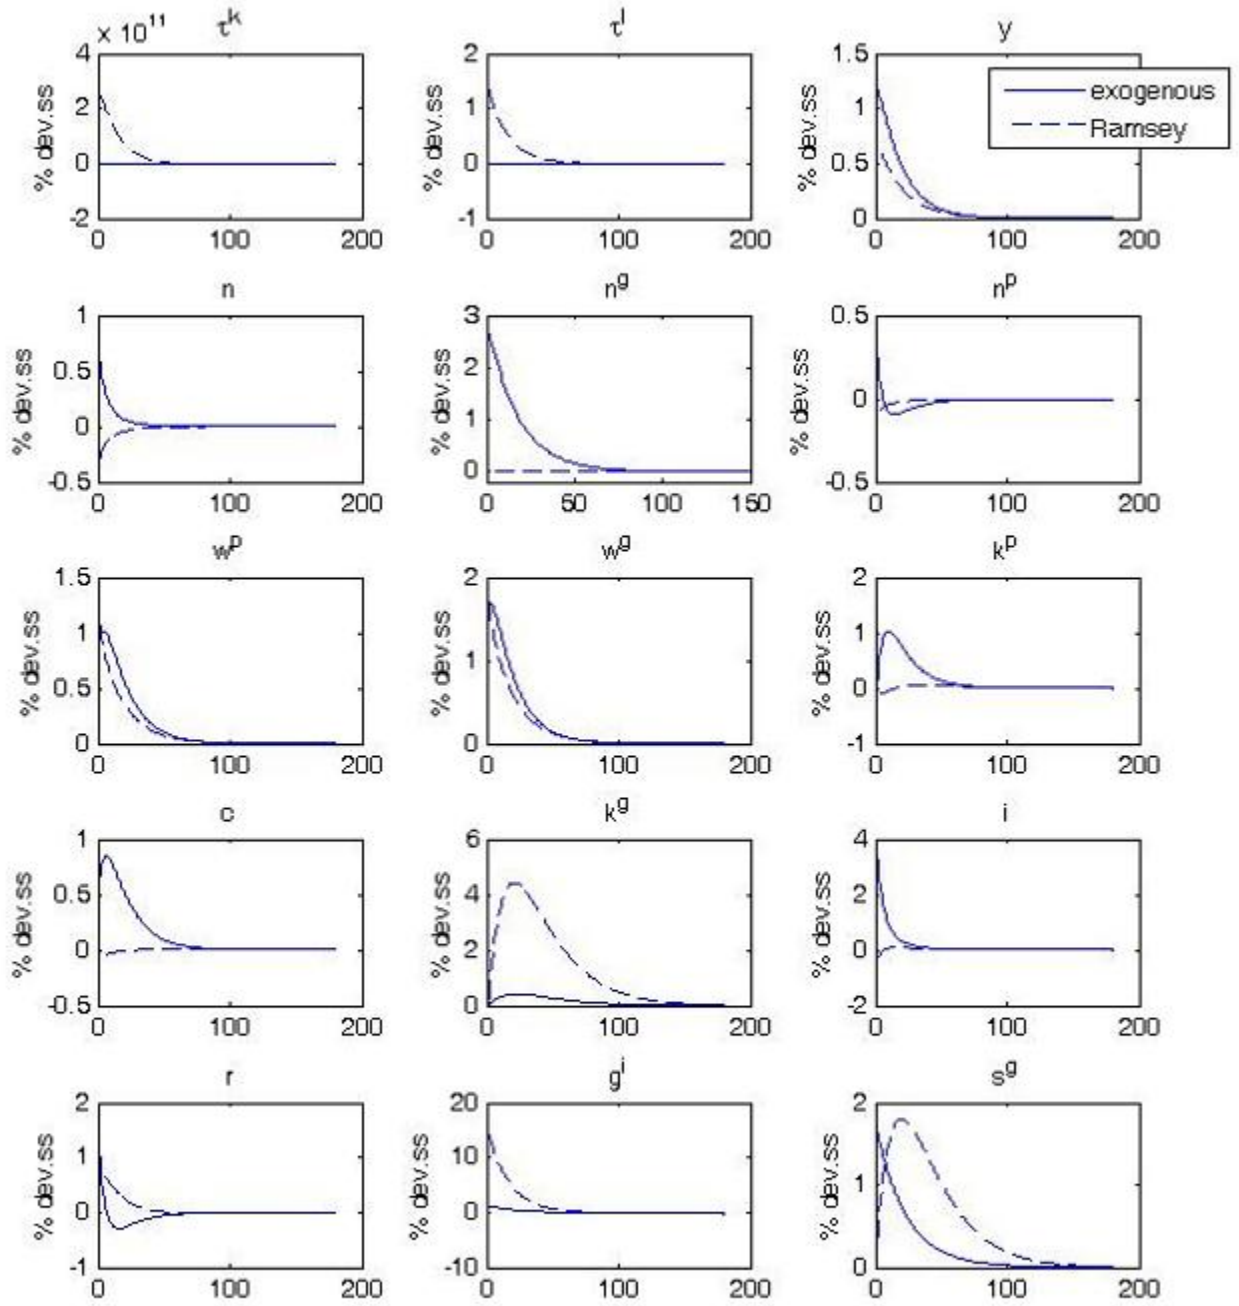 × 10^11 τ^k τ^l y
4 2 1.5
exogenous
Ramsey
2 1 1
0 0 0.5
-2 -1 0
% dev.ss % dev.ss % dev.ss
0 100 200 0 100 200 0 100 200
n n^g n^p
1 3 0.5
0.5 2 0
0 1 -0.5
-0.5 0
% dev.ss % dev.ss % dev.ss
0 100 200 0 50 100 150 0 100 200
w^p w^g k^p
1.5 2 2
1 1 1
0.5 0 0
0 -1
% dev.ss % dev.ss % dev.ss
0 100 200 0 100 200 0 100 200
c k^g i
1 6 4
0.5 4 2
0 2 0
-0.5 0 -2
% dev.ss % dev.ss % dev.ss
0 100 200 0 100 200 0 100 200
r g^i s^g
2 20 2
1 10 1
0 0 0
-1 -10
% dev.ss % dev.ss % dev.ss
0 100 200 0 100 200 0 100 200